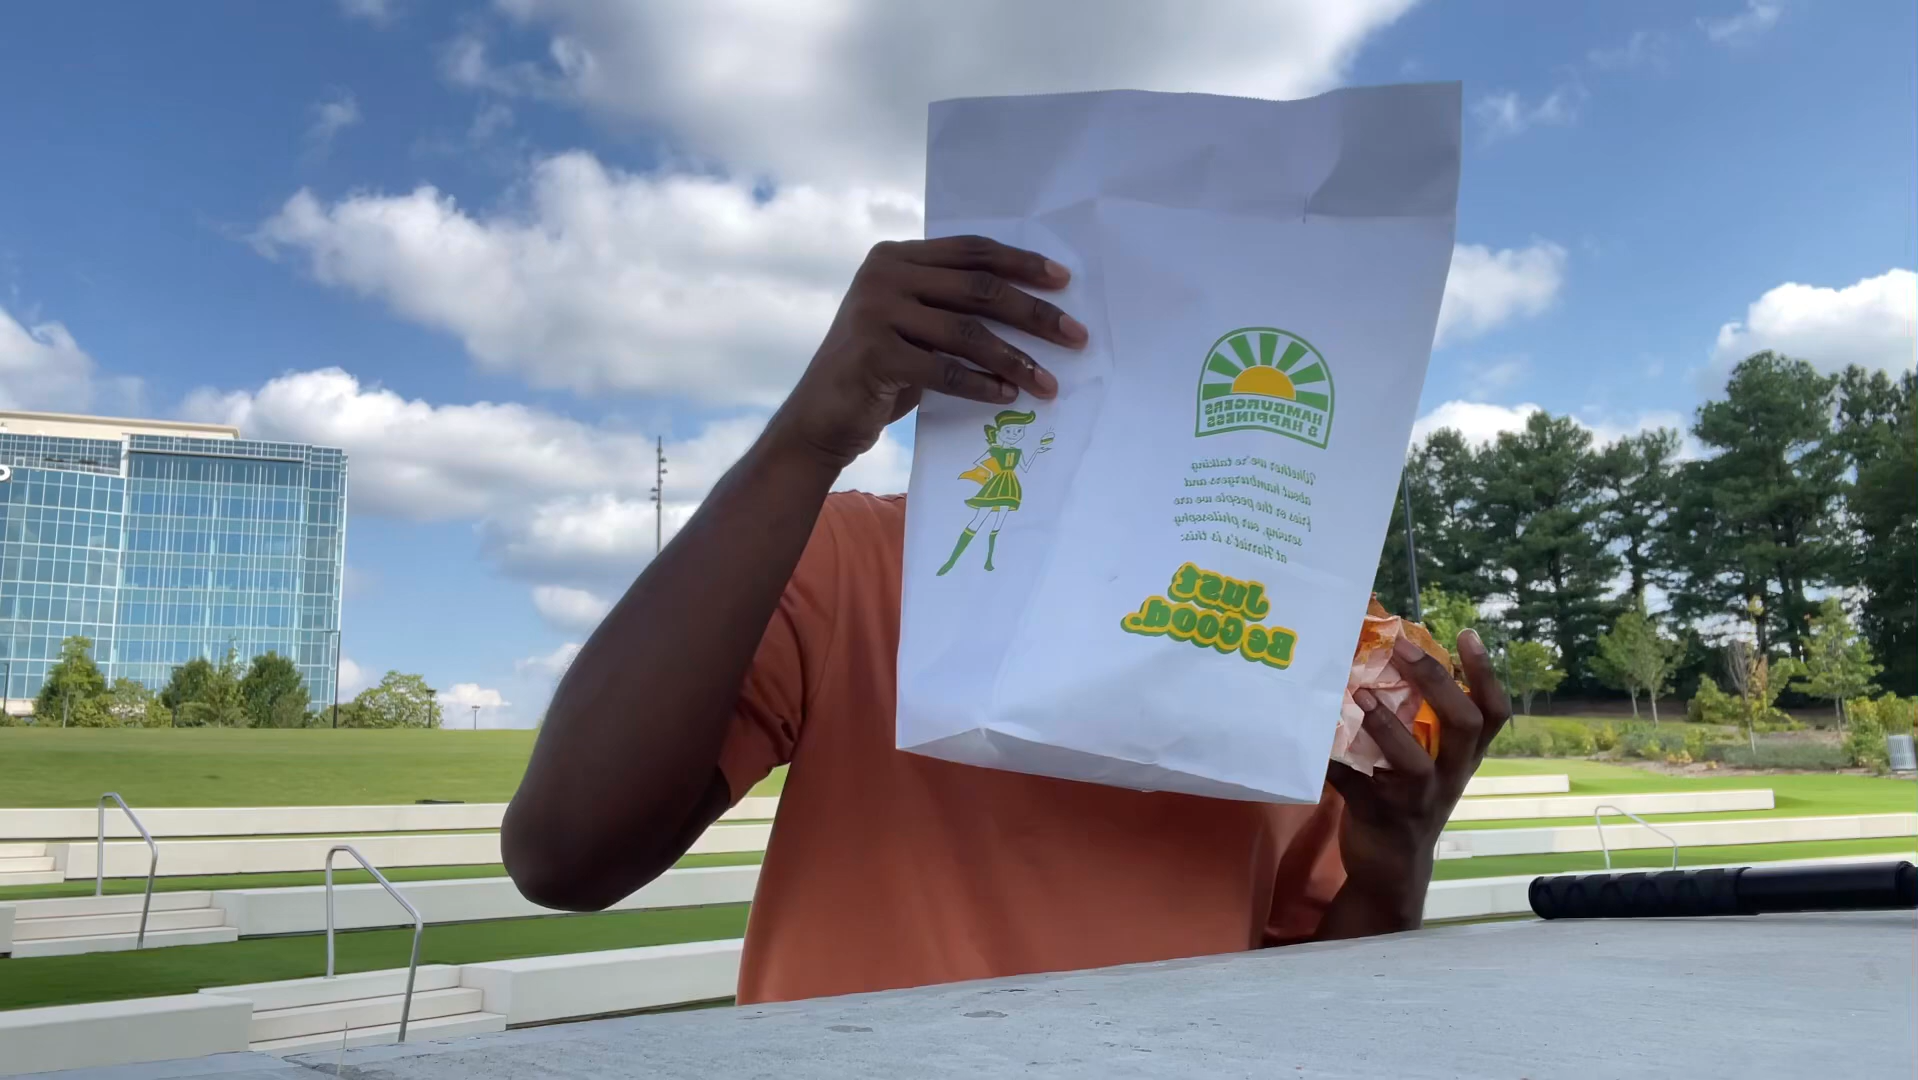 HAMBURGERS
& HAPPINESS
Whether we're talking
about hamburgers and
fries or the people we are
serving, our philosophy
at Harriet's is this:
Just
Be Good.
H